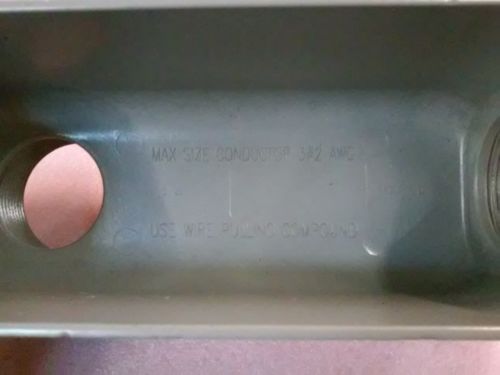 MAX SIZE CONDUCTOR 3#2 AWG
USE WIRE PULLING COMPOUND